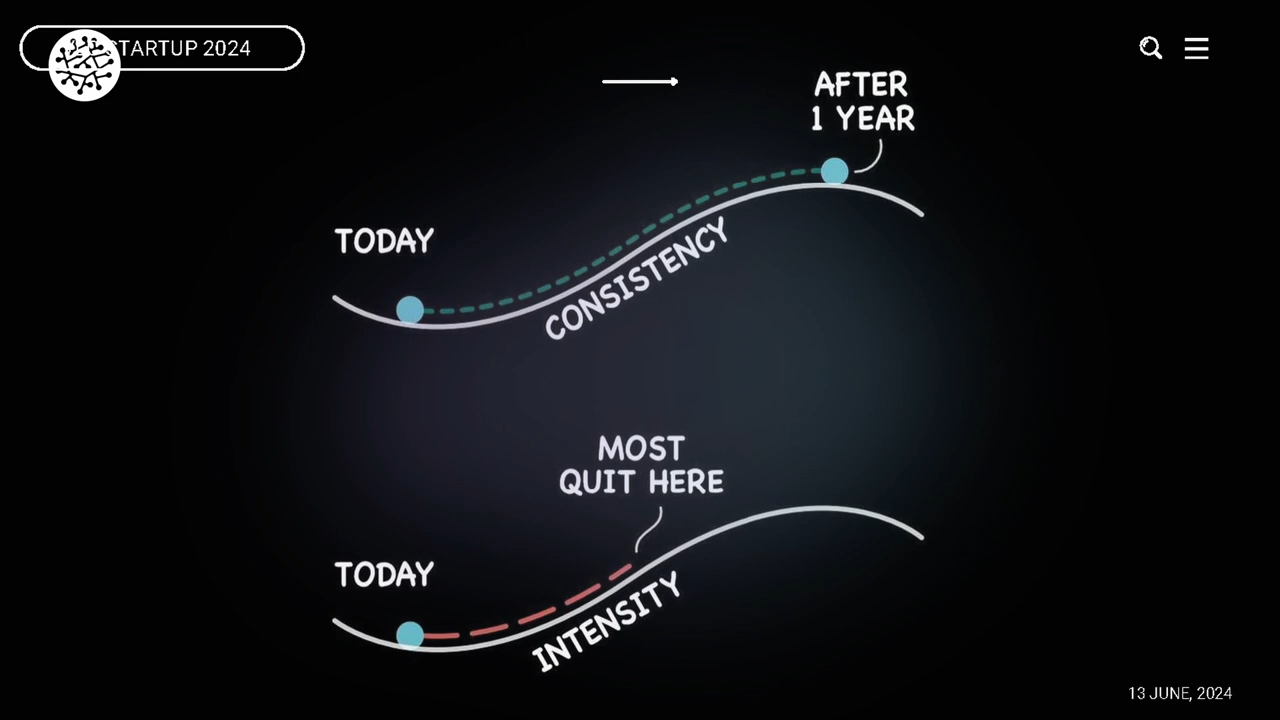 STARTUP 2024
AFTER
1 YEAR
TODAY
CONSISTENCY
MOST
QUIT HERE
TODAY
INTENSITY
13 JUNE, 2024